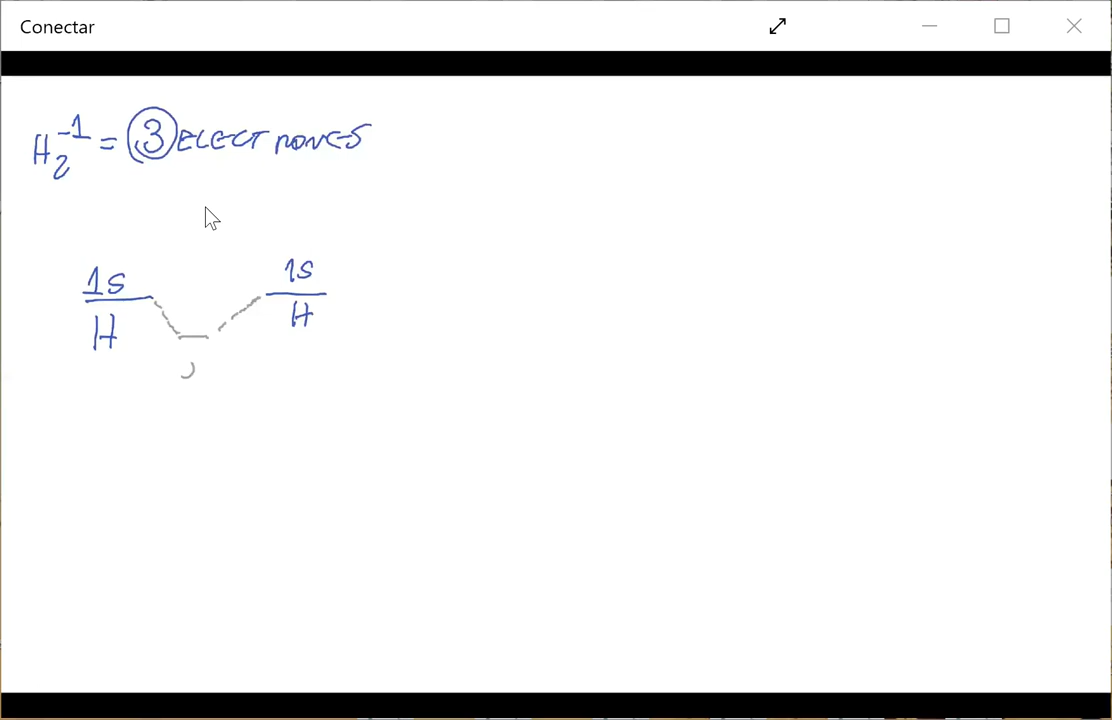 Conectar
H₂⁻¹ = 3 ELECTRONES
1s 1s
H H